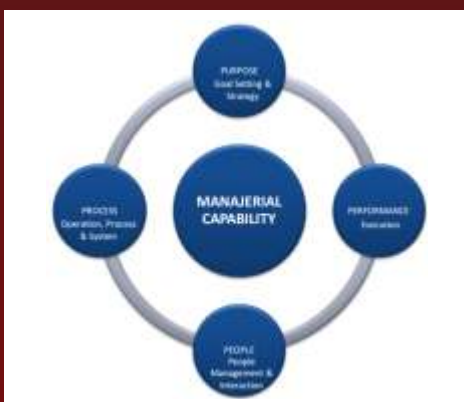 PURPOSE
Goal Setting &
Strategy
MANAJERIAL
CAPABILITY
PROCESS
Operation, Process
& System
PERFORMANCE
Execution
PEOPLE
People
Management &
Interaction